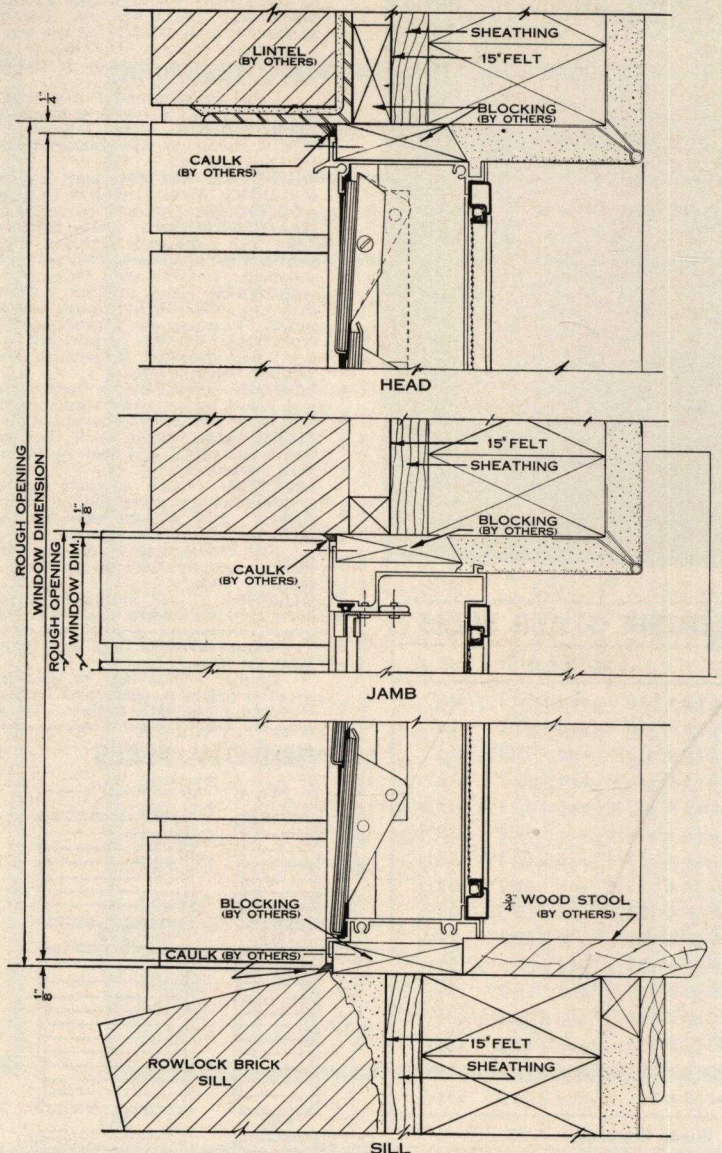 LINTEL
(BY OTHERS)
SHEATHING
15# FELT
BLOCKING
(BY OTHERS)
1/4"
CAULK
(BY OTHERS)
HEAD
ROUGH OPENING
WINDOW DIMENSION
15# FELT
SHEATHING
BLOCKING
(BY OTHERS)
1/8"
CAULK
(BY OTHERS)
ROUGH OPENING
WINDOW DIM.
JAMB
BLOCKING
(BY OTHERS)
3/4" WOOD STOOL
(BY OTHERS)
CAULK (BY OTHERS)
1/8"
15# FELT
SHEATHING
ROWLOCK BRICK
SILL
SILL